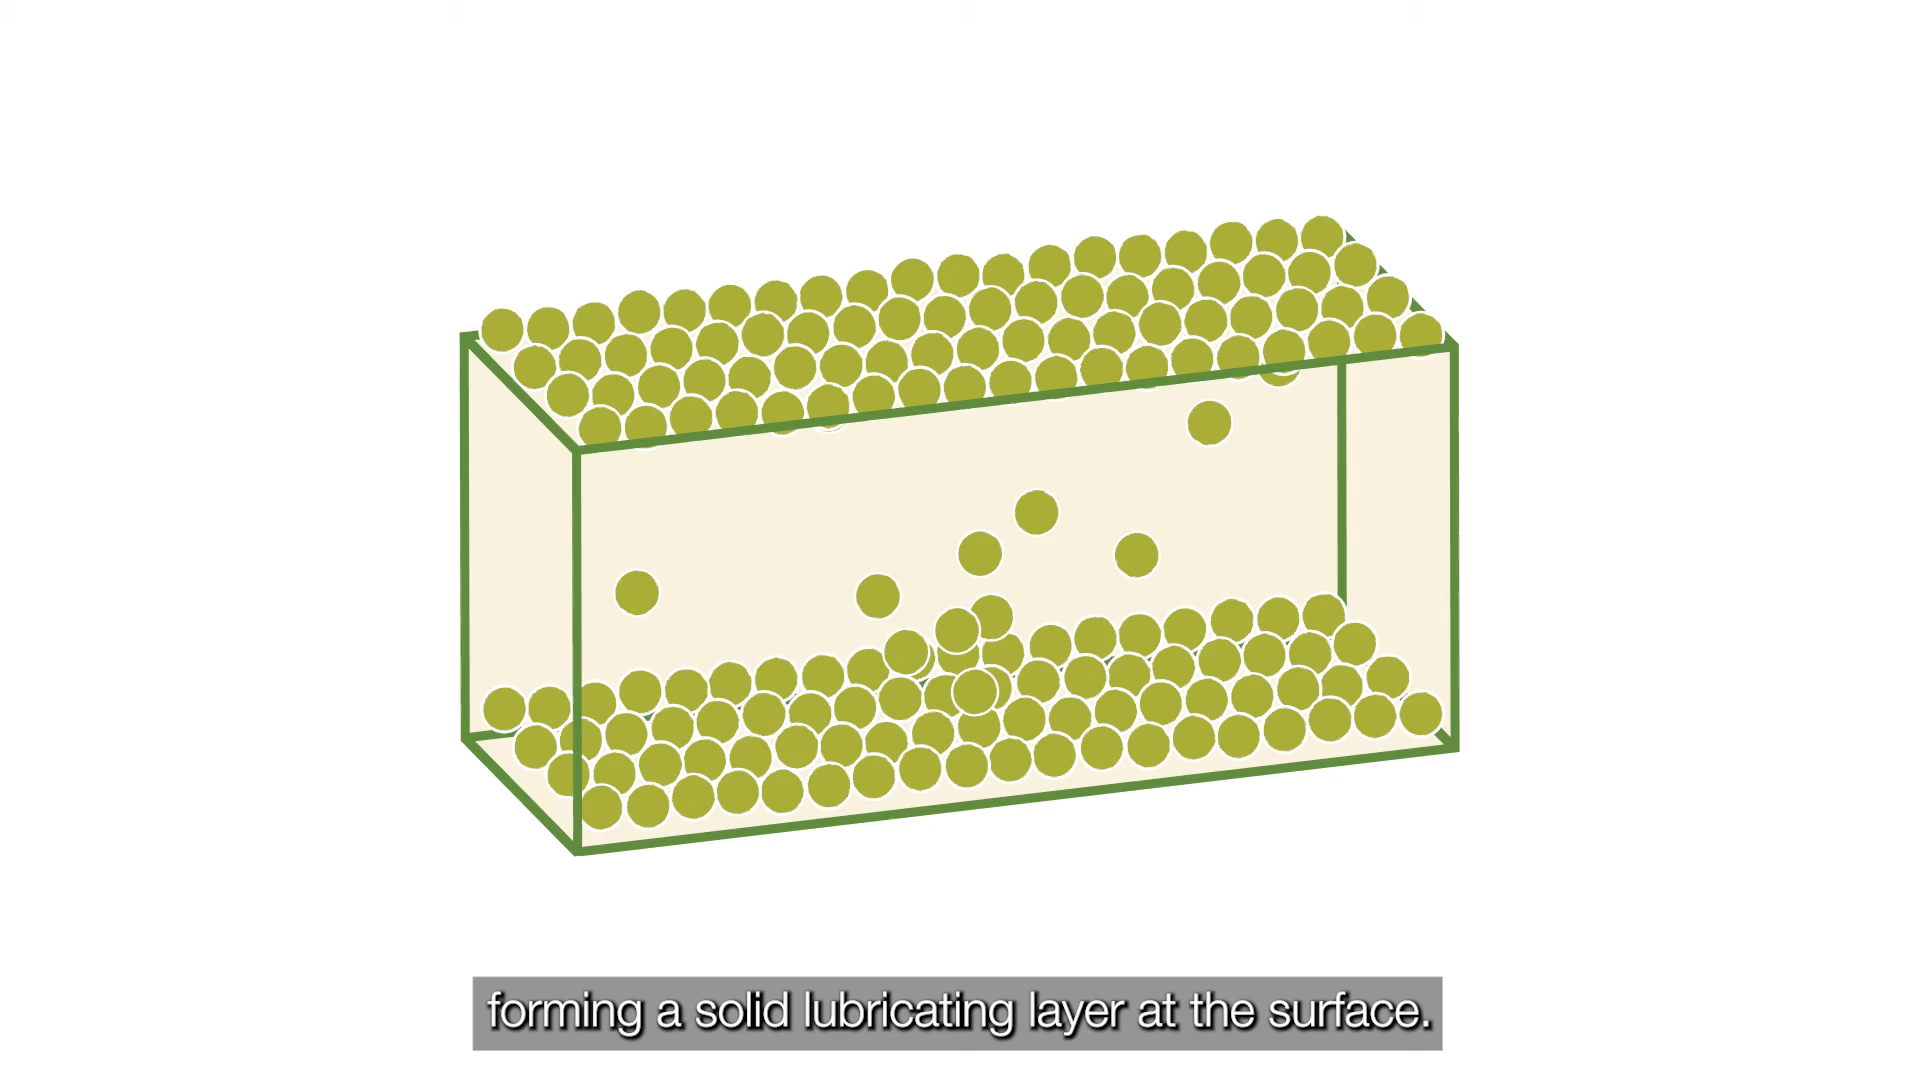 forming a solid lubricating layer at the surface.